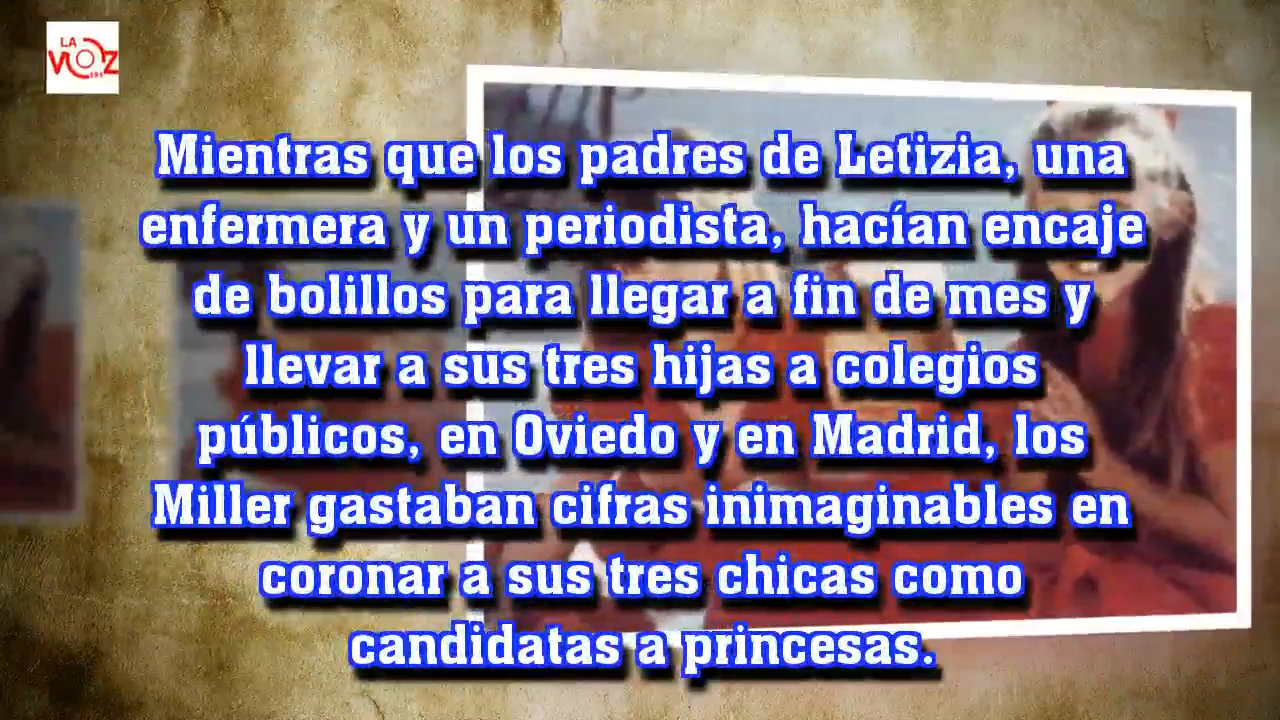 LA
VOZ
Mientras que los padres de Letizia, una
enfermera y un periodista, hacían encaje
de bolillos para llegar a fin de mes y
llevar a sus tres hijas a colegios
públicos, en Oviedo y en Madrid, los
Miller gastaban cifras inimaginables en
coronar a sus tres chicas como
candidatas a princesas.